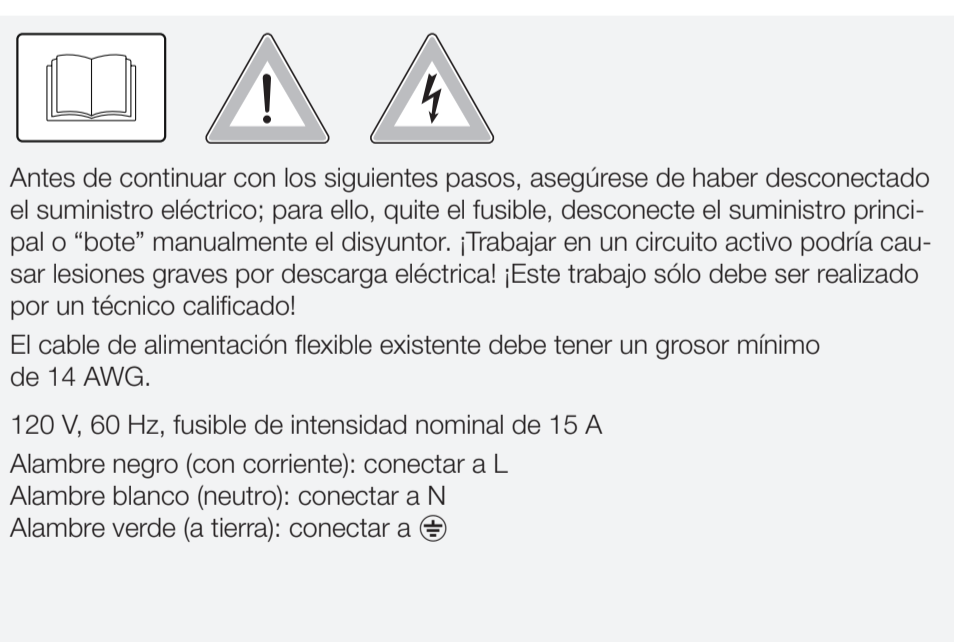 Antes de continuar con los siguientes pasos, asegúrese de haber desconectado
el suministro eléctrico; para ello, quite el fusible, desconecte el suministro princi-
pal o “bote” manualmente el disyuntor. ¡Trabajar en un circuito activo podría cau-
sar lesiones graves por descarga eléctrica! ¡Este trabajo sólo debe ser realizado
por un técnico calificado!
El cable de alimentación flexible existente debe tener un grosor mínimo
de 14 AWG.
120 V, 60 Hz, fusible de intensidad nominal de 15 A
Alambre negro (con corriente): conectar a L
Alambre blanco (neutro): conectar a N
Alambre verde (a tierra): conectar a ⏚